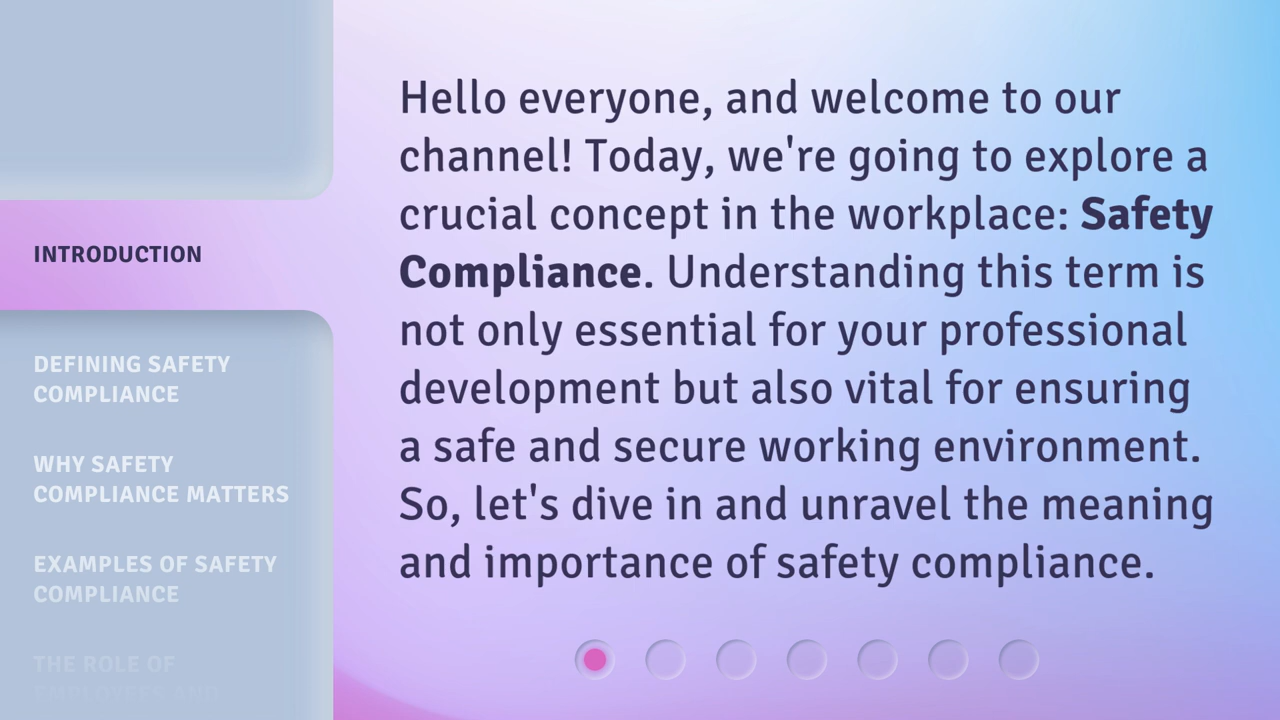 INTRODUCTION
DEFINING SAFETY
COMPLIANCE
WHY SAFETY
COMPLIANCE MATTERS
EXAMPLES OF SAFETY
COMPLIANCE
THE ROLE OF
EMPLOYEES AND
Hello everyone, and welcome to our
channel! Today, we're going to explore a
crucial concept in the workplace: Safety
Compliance. Understanding this term is
not only essential for your professional
development but also vital for ensuring
a safe and secure working environment.
So, let's dive in and unravel the meaning
and importance of safety compliance.